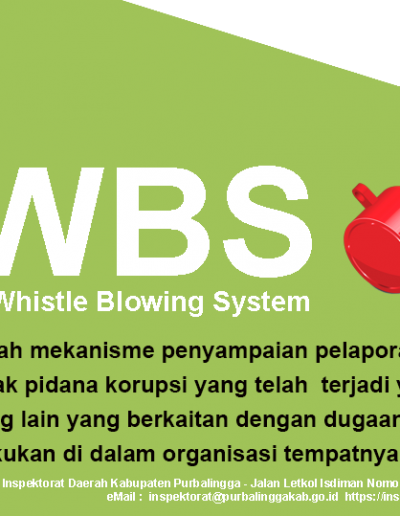 WBS
Whistle Blowing System
ah mekanisme penyampaian pelapora
ak pidana korupsi yang telah terjadi y
g lain yang berkaitan dengan dugaan
kukan di dalam organisasi tempatnya
Inspektorat Daerah Kabupaten Purbalingga - Jalan Letkol Isdiman Nomo
eMail : inspektorat@purbalinggakab.go.id https://ins